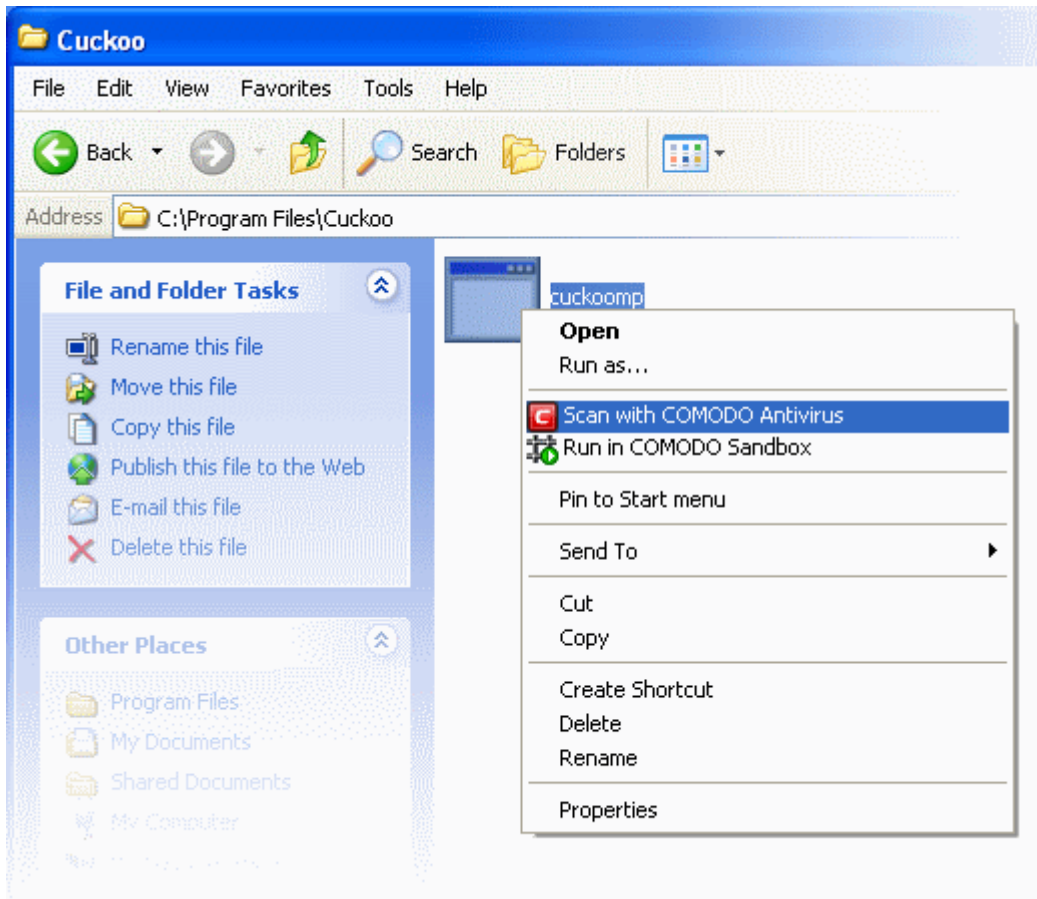 Cuckoo
File Edit View Favorites Tools Help
Back Search Folders
Address C:\Program Files\Cuckoo
File and Folder Tasks
Rename this file
Move this file
Copy this file
Publish this file to the Web
E-mail this file
Delete this file
Other Places
Program Files
My Documents
Shared Documents
My Computer
cuckoomp
Open
Run as...
Scan with COMODO Antivirus
Run in COMODO Sandbox
Pin to Start menu
Send To
Cut
Copy
Create Shortcut
Delete
Rename
Properties